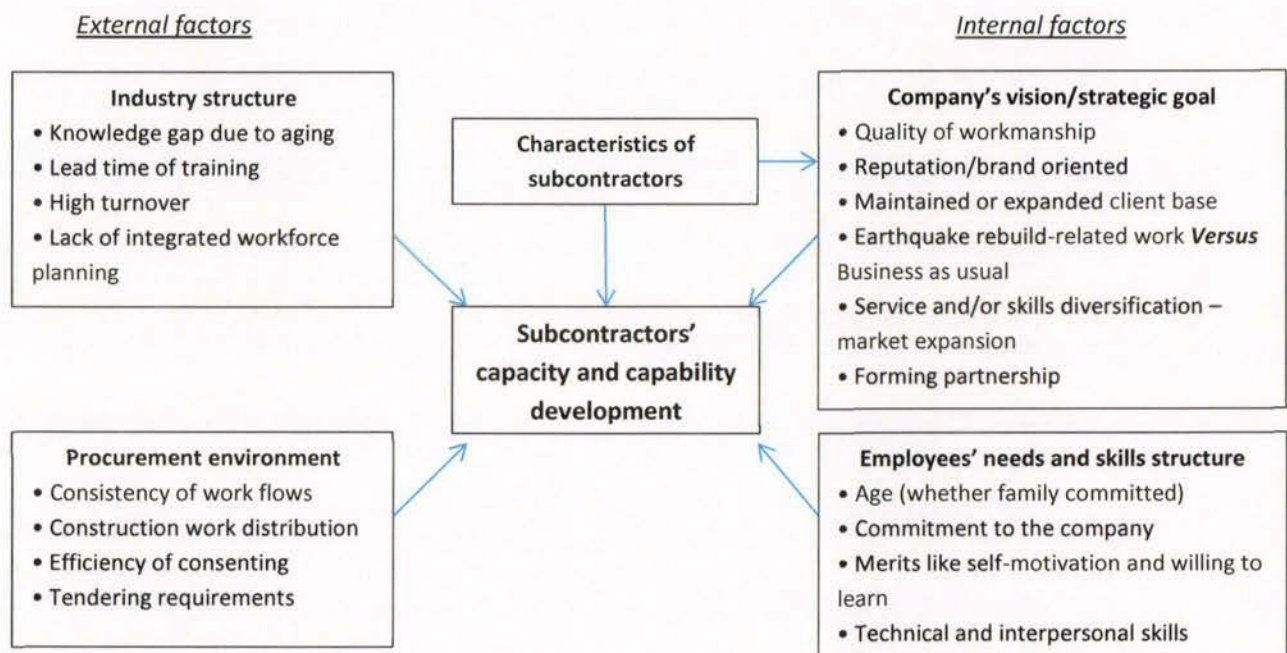 External factors
Internal factors
Industry structure
• Knowledge gap due to aging
• Lead time of training
• High turnover
• Lack of integrated workforce
planning
Characteristics of
subcontractors
Company's vision/strategic goal
• Quality of workmanship
• Reputation/brand oriented
• Maintained or expanded client base
• Earthquake rebuild-related work Versus
Business as usual
• Service and/or skills diversification –
market expansion
• Forming partnership
Subcontractors'
capacity and capability
development
Procurement environment
• Consistency of work flows
• Construction work distribution
• Efficiency of consenting
• Tendering requirements
Employees' needs and skills structure
• Age (whether family committed)
• Commitment to the company
• Merits like self-motivation and willing to
learn
• Technical and interpersonal skills